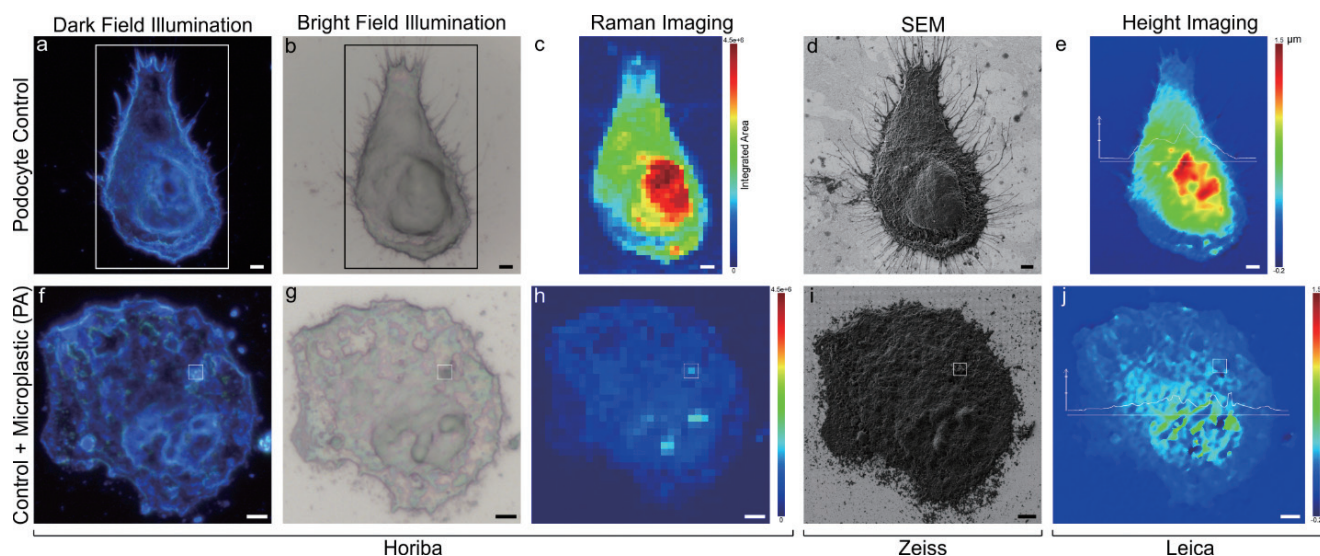 Dark Field Illumination
Bright Field Illumination
Raman Imaging
SEM
Height Imaging
Podocyte Control
a
b
c
4.5e+6
Integrated Area
0
d
e
1.5
μm
-0.2
Control + Microplastic (PA)
f
g
h
4.5e+6
0
i
j
1.5
-0.2
Horiba
Zeiss
Leica